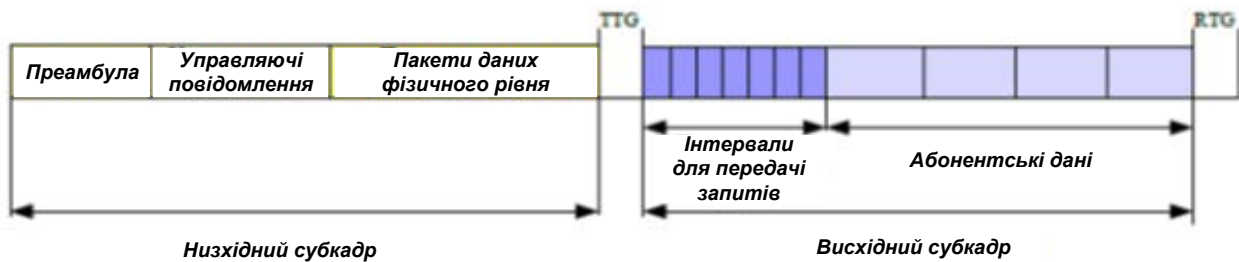 TTG
RTG
Преамбула
Управляючі
повідомлення
Пакети даних
фізичного рівня
Інтервали
для передачі
запитів
Абонентські дані
Низхідний субкадр
Висхідний субкадр